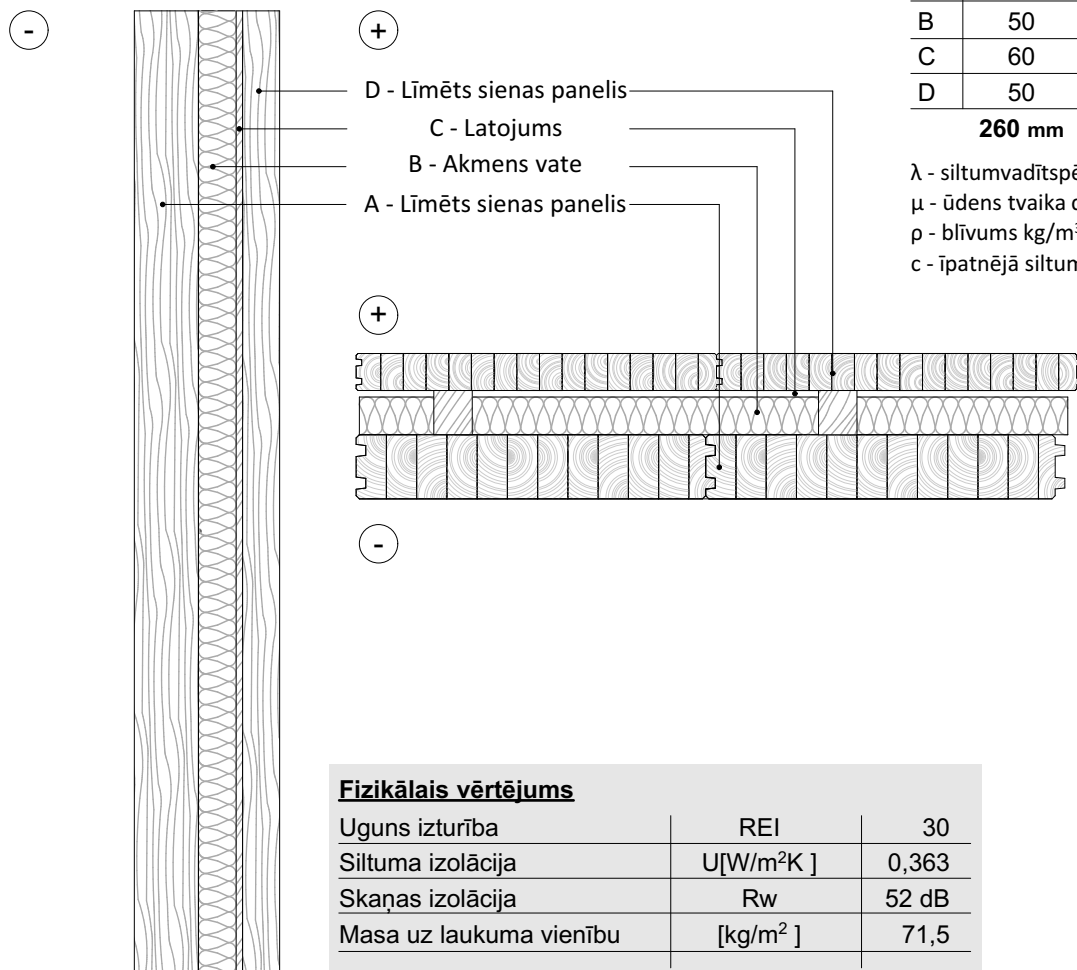 -
+
B 50
C 60
D 50
260 mm
D - Līmēts sienas panelis
C - Latojums
B - Akmens vate
A - Līmēts sienas panelis
λ - siltumvadītspē
μ - ūdens tvaika
ρ - blīvums kg/m³
c - īpatnējā siltum
+
-
Fizikālais vērtējums
Uguns izturība REI 30
Siltuma izolācija U[W/m²K ] 0,363
Skaņas izolācija Rw 52 dB
Masa uz laukuma vienību [kg/m² ] 71,5